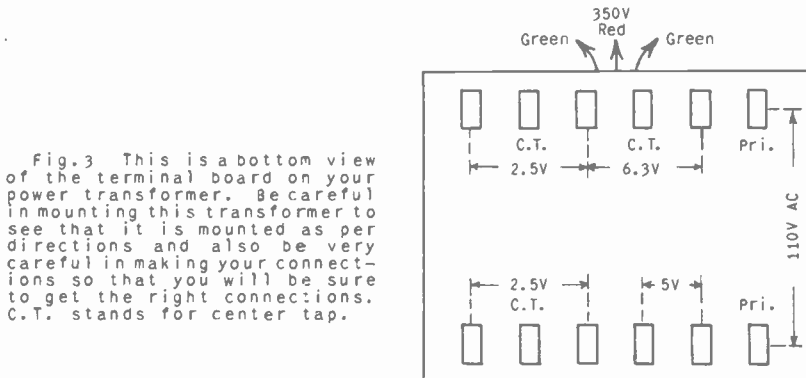 350V
Red
Green Green
C.T. C.T. Pri.
2.5V 6.3V
110V AC
Fig.3 This is a bottom view
of the terminal board on your
power transformer. Be careful
in mounting this transformer to
see that it is mounted as per
directions and also be very
careful in making your connect-
ions so that you will be sure
to get the right connections.
C.T. stands for center tap.
2.5V 5V
C.T. Pri.